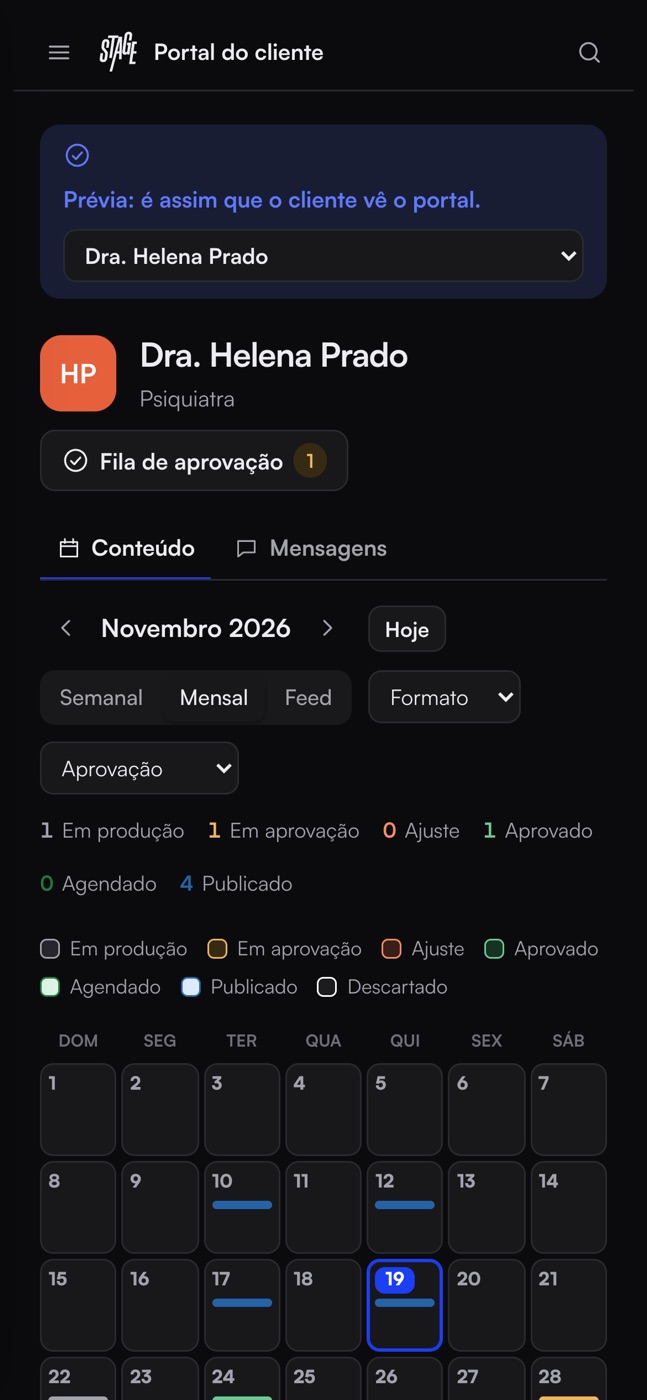 STAGE Portal do cliente
Prévia: é assim que o cliente vê o portal.
Dra. Helena Prado
HP Dra. Helena Prado
Psiquiatra
Fila de aprovação 1
Conteúdo Mensagens
Novembro 2026 Hoje
Semanal Mensal Feed Formato
Aprovação
1 Em produção 1 Em aprovação 0 Ajuste 1 Aprovado
0 Agendado 4 Publicado
Em produção Em aprovação Ajuste Aprovado
Agendado Publicado Descartado
DOM SEG TER QUA QUI SEX SÁB
1 2 3 4 5 6 7
8 9 10 11 12 13 14
15 16 17 18 19 20 21
22 23 24 25 26 27 28